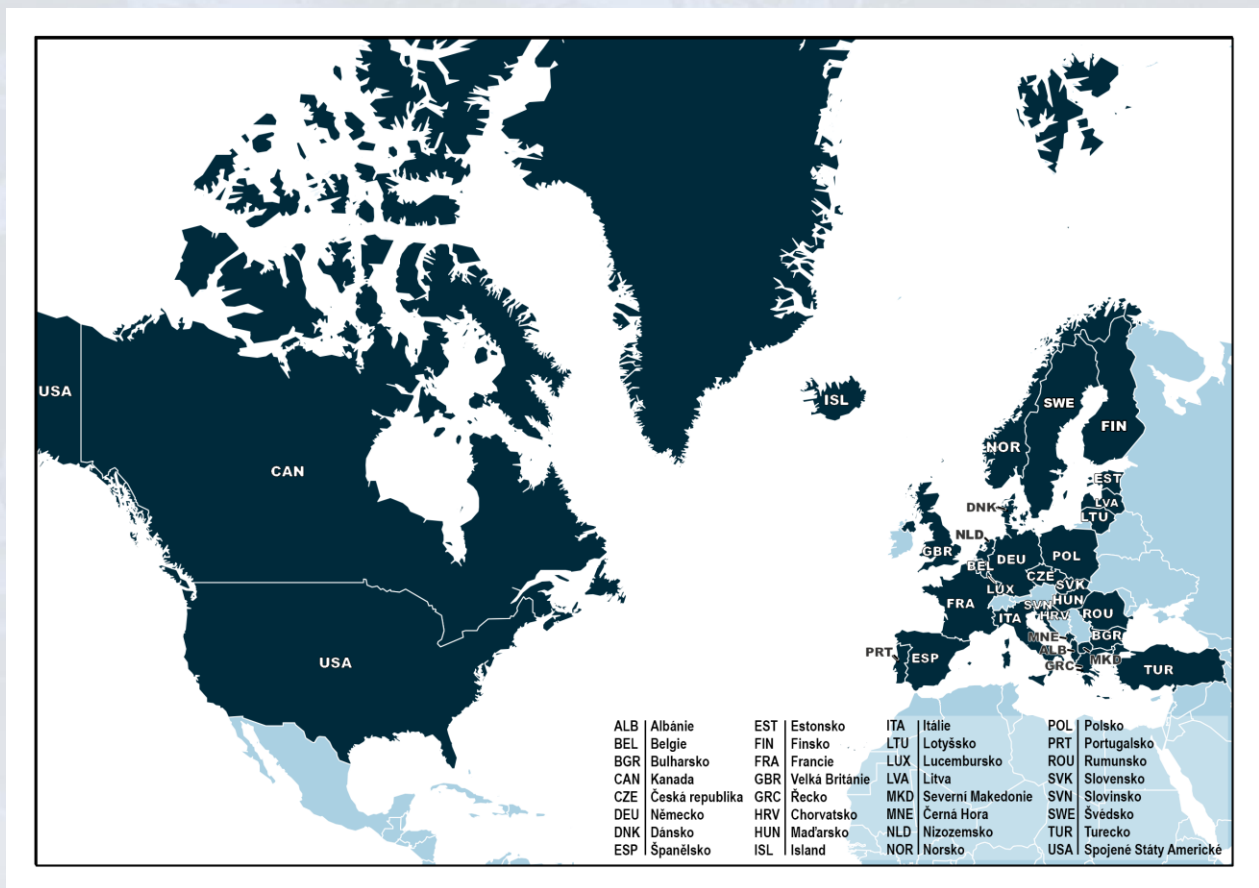 USA
CAN
ISL
SWE
FIN
NOR
EST
LVA
LTU
DNK
NLD
GBR
DEU
POL
BEL
CZE
SVK
LUX
HUN
FRA
SVN
HRV
ROU
ITA
MNE
BGR
ALB
PRT
ESP
GRC
MKD
TUR
USA
ALB Albánie
BEL Belgie
BGR Bulharsko
CAN Kanada
CZE Česká republika
DEU Německo
DNK Dánsko
ESP Španělsko
EST Estonsko
FIN Finsko
FRA Francie
GBR Velká Británie
GRC Řecko
HRV Chorvatsko
HUN Maďarsko
ISL Island
ITA Itálie
LTU Lotyšsko
LUX Lucembursko
LVA Litva
MKD Severní Makedonie
MNE Černá Hora
NLD Nizozemsko
NOR Norsko
POL Polsko
PRT Portugalsko
ROU Rumunsko
SVK Slovensko
SVN Slovinsko
SWE Švédsko
TUR Turecko
USA Spojené Státy Americké